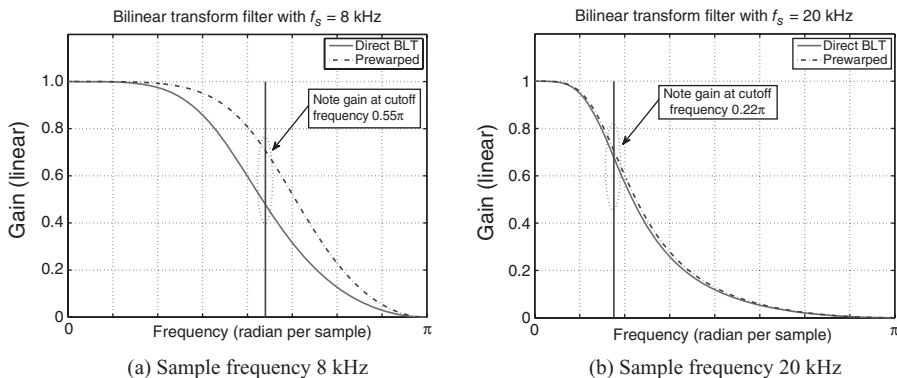 Bilinear transform filter with fs = 8 kHz
Direct BLT
Prewarped
1.0
0.8
0.6
0.4
0.2
0
Gain (linear)
Note gain at cutoff
frequency 0.55π
0
Frequency (radian per sample)
π
(a) Sample frequency 8 kHz
Bilinear transform filter with fs = 20 kHz
Direct BLT
Prewarped
1.0
0.8
0.6
0.4
0.2
0
Gain (linear)
Note gain at cutoff
frequency 0.22π
0
Frequency (radian per sample)
π
(b) Sample frequency 20 kHz